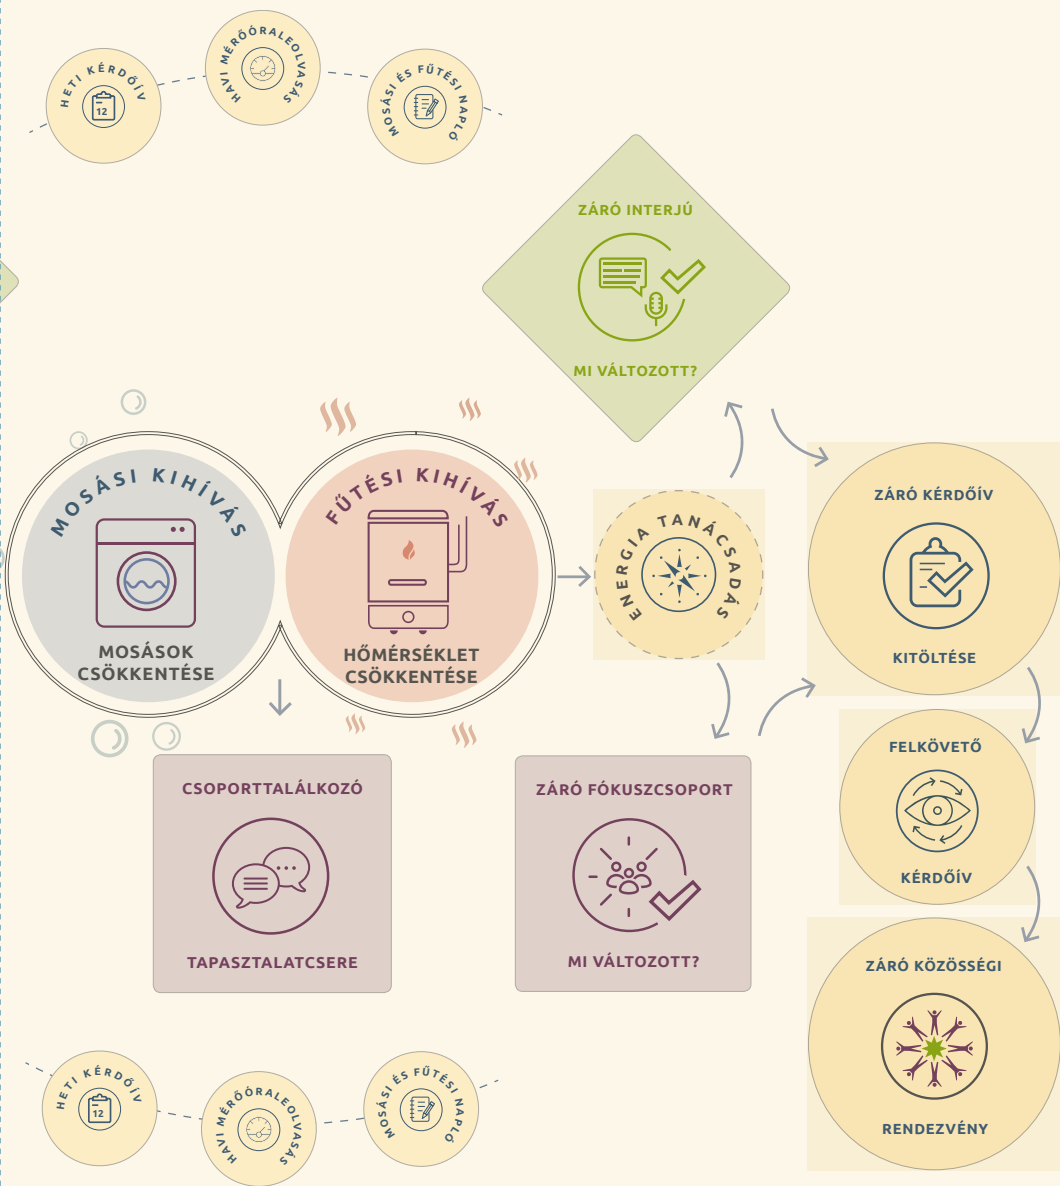 HETI KÉRDŐÍV
12
HAVI MÉRŐÓRALEOLVASÁS
MOSÁSI ÉS FŰTÉSI NAPLÓ
ZÁRÓ INTERJÚ
MI VÁLTOZOTT?
MOSÁSI KIHÍVÁS
MOSÁSOK
CSÖKKENTÉSE
FŰTÉSI KIHÍVÁS
HŐMÉRSÉKLET
CSÖKKENTÉSE
ENERGIA TANÁCSADÁS
ZÁRÓ KÉRDŐÍV
KITÖLTÉSE
FELKÖVETŐ
KÉRDŐÍV
CSOPORTTALÁLKOZÓ
TAPASZTALATCSERE
ZÁRÓ FÓKUSZCSOPORT
MI VÁLTOZOTT?
ZÁRÓ KÖZÖSSÉGI
RENDEZVÉNY
HETI KÉRDŐÍV
12
HAVI MÉRŐÓRALEOLVASÁS
MOSÁSI ÉS FŰTÉSI NAPLÓ